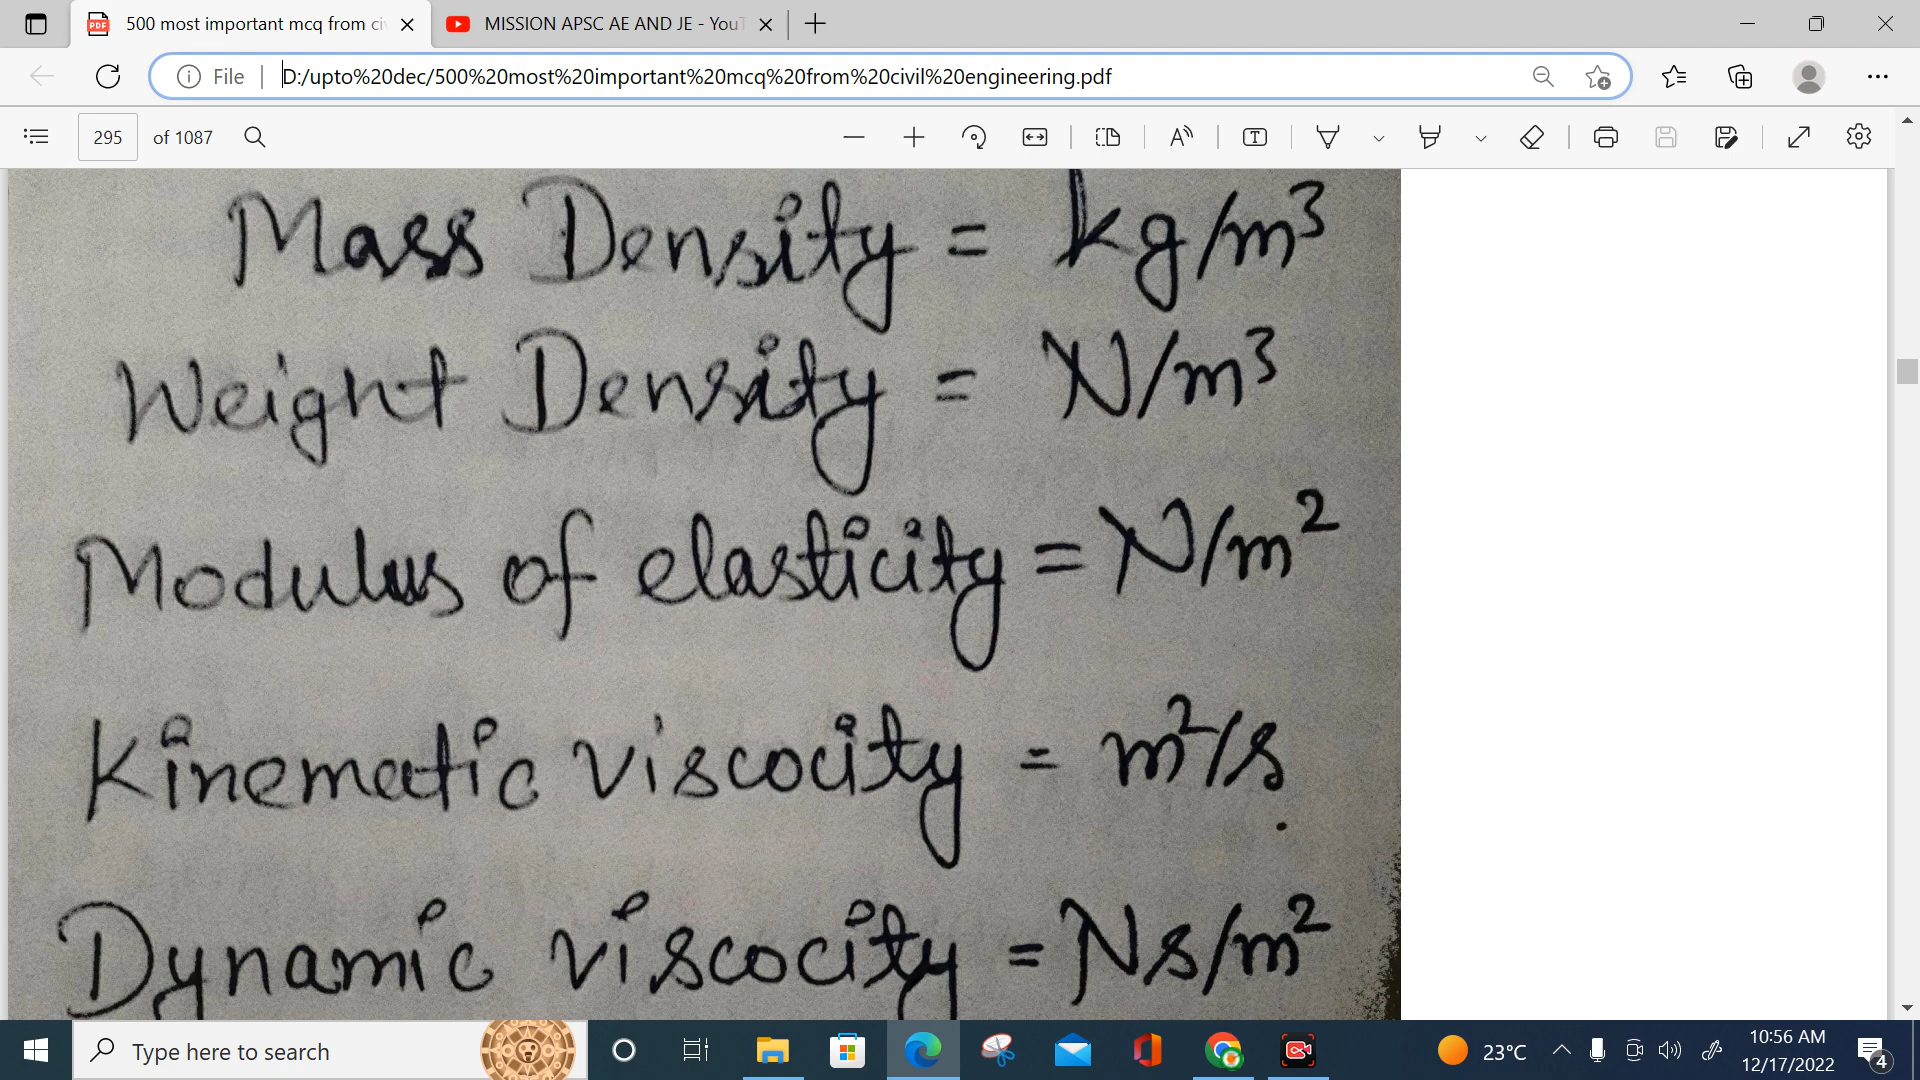 500 most important mcq from ci
MISSION APSC AE AND JE - YouT
File
D:/upto%20dec/500%20most%20important%20mcq%20from%20civil%20engineering.pdf
295 of 1087
Mass Density = kg/m³
Weight Density = N/m³
Modulus of elasticity = N/m²
Kinematic viscocity = m²/s.
Dynamic viscocity = Ns/m²
Type here to search
23°C
10:56 AM
12/17/2022
4